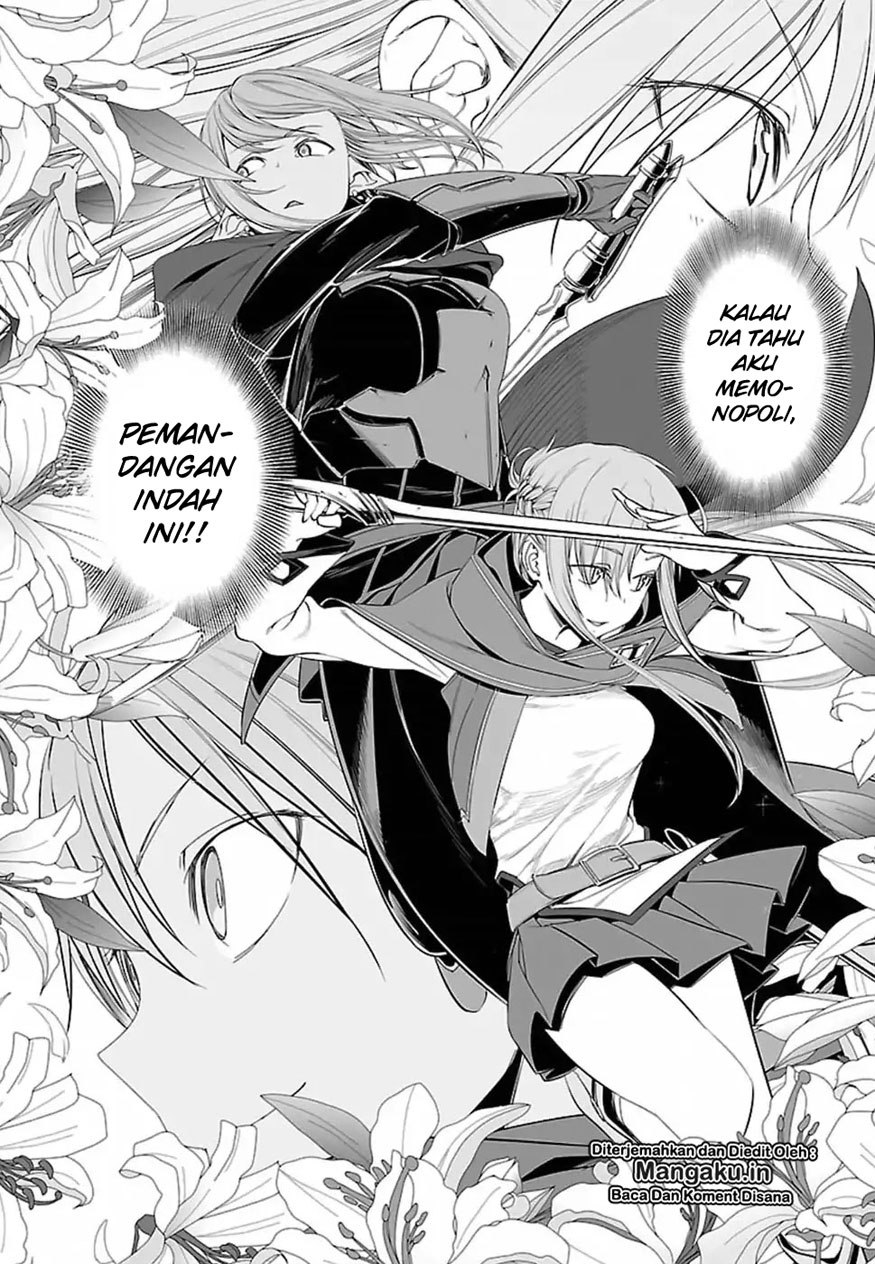 KALAU
DIA TAHU
AKU
MEMO-
NOPOLI,
PEMAN-
DANGAN
INDAH
INI!!
Diterjemahkan dan Diedit Oleh :
Mangaku.in
Baca Dan Koment Disana